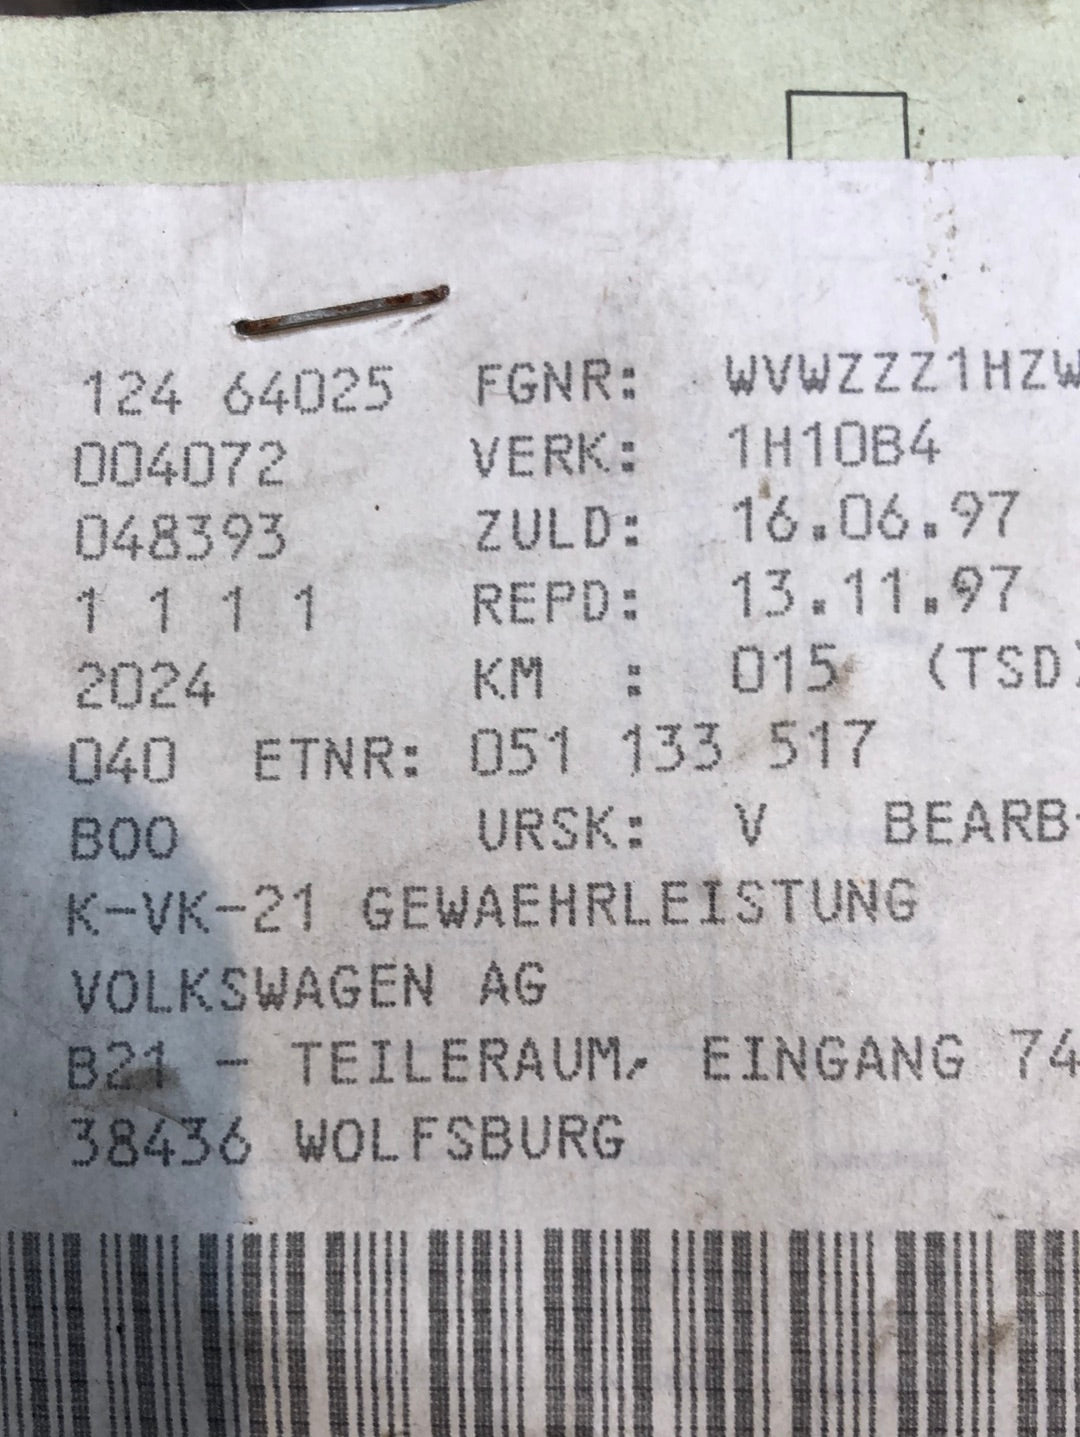 124 64025 FGNR: WVWZZZ1HZW
004072 VERK: 1H10B4
048393 ZULD: 16.06.97
1 1 1 1 REPD: 13.11.97
2024 KM : 015 (TSD)
040 ETNR: 051 133 517
B00 URSK: V BEARB
K-VK-21 GEWAEHRLEISTUNG
VOLKSWAGEN AG
B21 - TEILERAUM, EINGANG 74
38436 WOLFSBURG